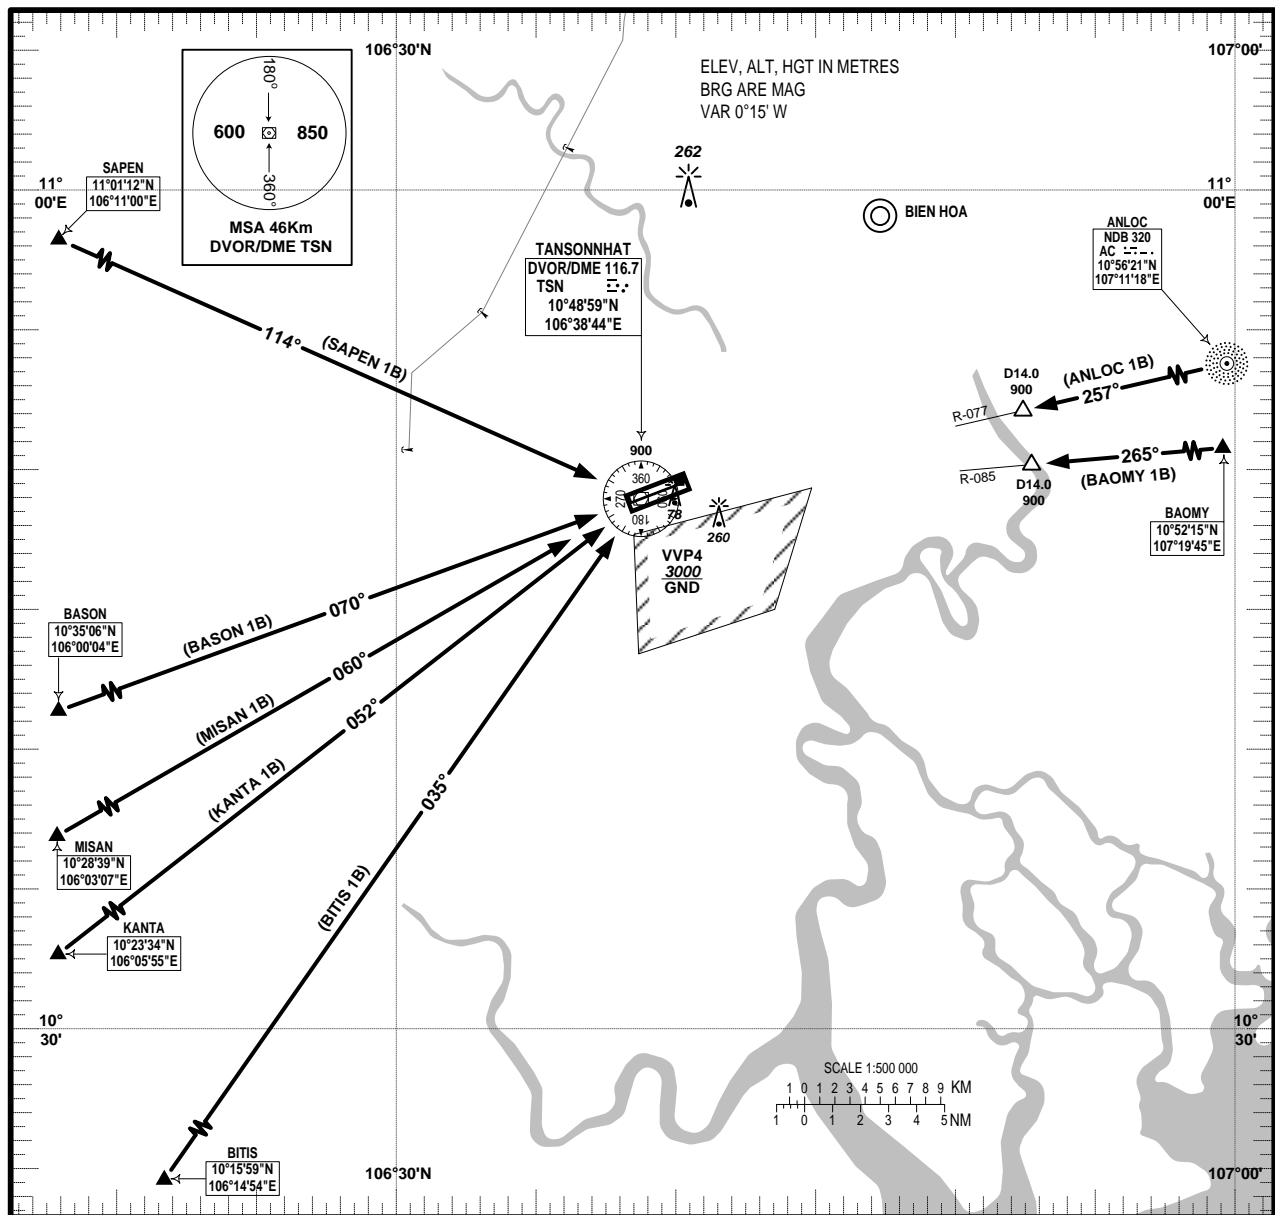 106°30'N
107°00'
180°
600
850
360°
MSA 46Km
DVOR/DME TSN
ELEV, ALT, HGT IN METRES
BRG ARE MAG
VAR 0°15' W
262
SAPEN
11°01'12"N
106°11'00"E
11°
00'E
11°
00'E
BIEN HOA
ANLOC
NDB 320
AC
10°56'21"N
107°11'18"E
TANSONNHAT
DVOR/DME 116.7
TSN
10°48'59"N
106°38'44"E
114°
(SAPEN 1B)
D14.0
900
(ANLOC 1B)
257°
R-077
900
360
270
180
78
260
265°
(BAOMY 1B)
R-085
D14.0
900
BAOMY
10°52'15"N
107°19'45"E
VVP4
3000
GND
BASON
10°35'06"N
106°00'04"E
(BASON 1B)
070°
(MISAN 1B)
060°
(KANTA 1B)
052°
035°
(BITIS 1B)
MISAN
10°28'39"N
106°03'07"E
KANTA
10°23'34"N
106°05'55"E
10°
30'
10°
30'
SCALE 1:500 000
1 0 1 2 3 4 5 6 7 8 9 KM
1 0 1 2 3 4 5 NM
BITIS
10°15'59"N
106°14'54"E
106°30'N
107°00'